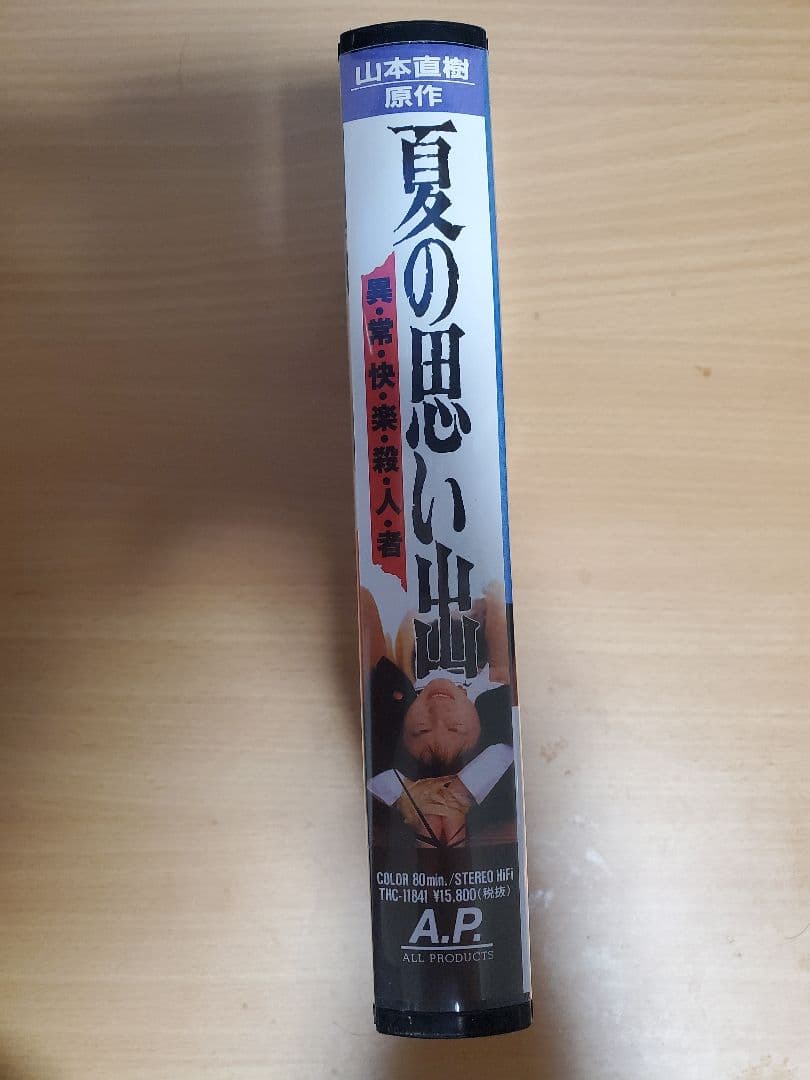 山本直樹
原作
夏の思い出
異・常・快・楽・殺・人・者
COLOR 80min./STEREO HiFi
THC-11841 ¥15,800(税抜)
A.P.
ALL PRODUCTS